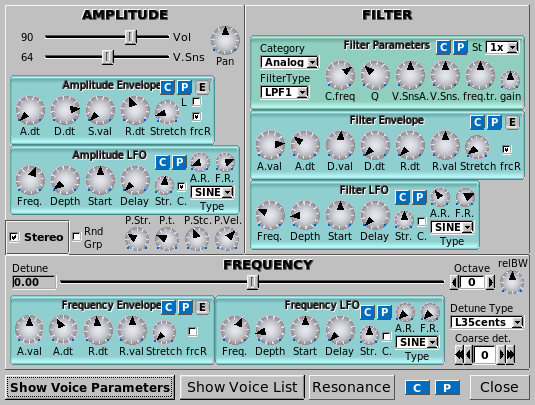 AMPLITUDE
90 Vol
64 V.Sns
Pan
Amplitude Envelope C P E
L
A.dt D.dt S.val R.dt Stretch frcR
Amplitude LFO C P
A.R. F.R.
SINE
Freq. Depth Start Delay Str. C. Type
Stereo
Rnd
Grp
P.Str. P.t. P.Stc. P.Vel.
FILTER
Category
Analog
FilterType
LPF1
Filter Parameters C P St 1x
C.freq Q V.SnsA. V.Sns. freq.tr. gain
Filter Envelope C P E
A.val A.dt D.val D.dt R.dt R.val Stretch frcR
Filter LFO C P
A.R. F.R.
SINE
Freq. Depth Start Delay Str. C. Type
FREQUENCY
Detune
0.00
Octave
0
relBW
Frequency Envelope C P E
A.val A.dt R.dt R.val Stretch frcR
Frequency LFO C P
A.R. F.R.
SINE
Freq. Depth Start Delay Str. C. Type
Detune Type
L35cents
Coarse det.
0
Show Voice Parameters Show Voice List Resonance C P Close